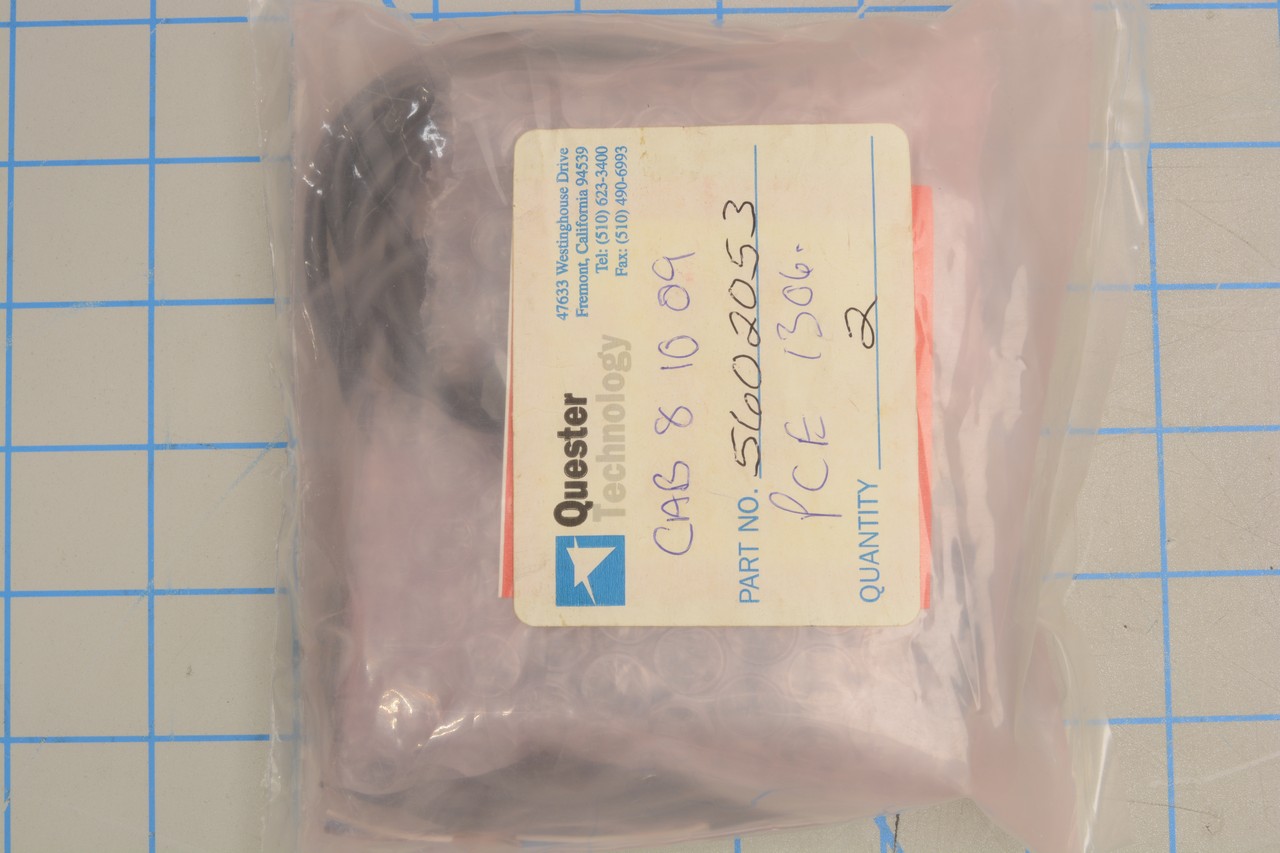 Quester
Technology
47633 Westinghouse Drive
Fremont, California 94539
Tel: (510) 623-3400
Fax: (510) 490-6993
CAB 8 10 09
PART NO. 5602053
PCE 1306.
QUANTITY 2